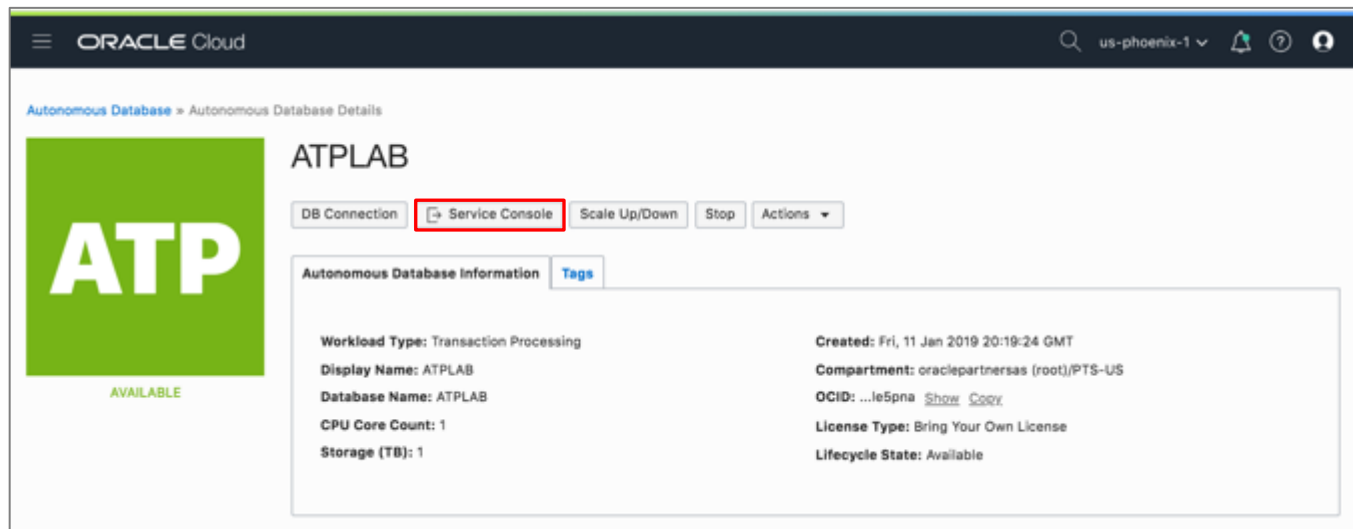 ORACLE Cloud
us-phoenix-1
Autonomous Database » Autonomous Database Details
ATP
AVAILABLE
ATPLAB
DB Connection Service Console Scale Up/Down Stop Actions
Autonomous Database Information Tags
Workload Type: Transaction Processing
Display Name: ATPLAB
Database Name: ATPLAB
CPU Core Count: 1
Storage (TB): 1
Created: Fri, 11 Jan 2019 20:19:24 GMT
Compartment: oraclepartnersas (root)/PTS-US
OCID: ...le5pna Show Copy
License Type: Bring Your Own License
Lifecycle State: Available